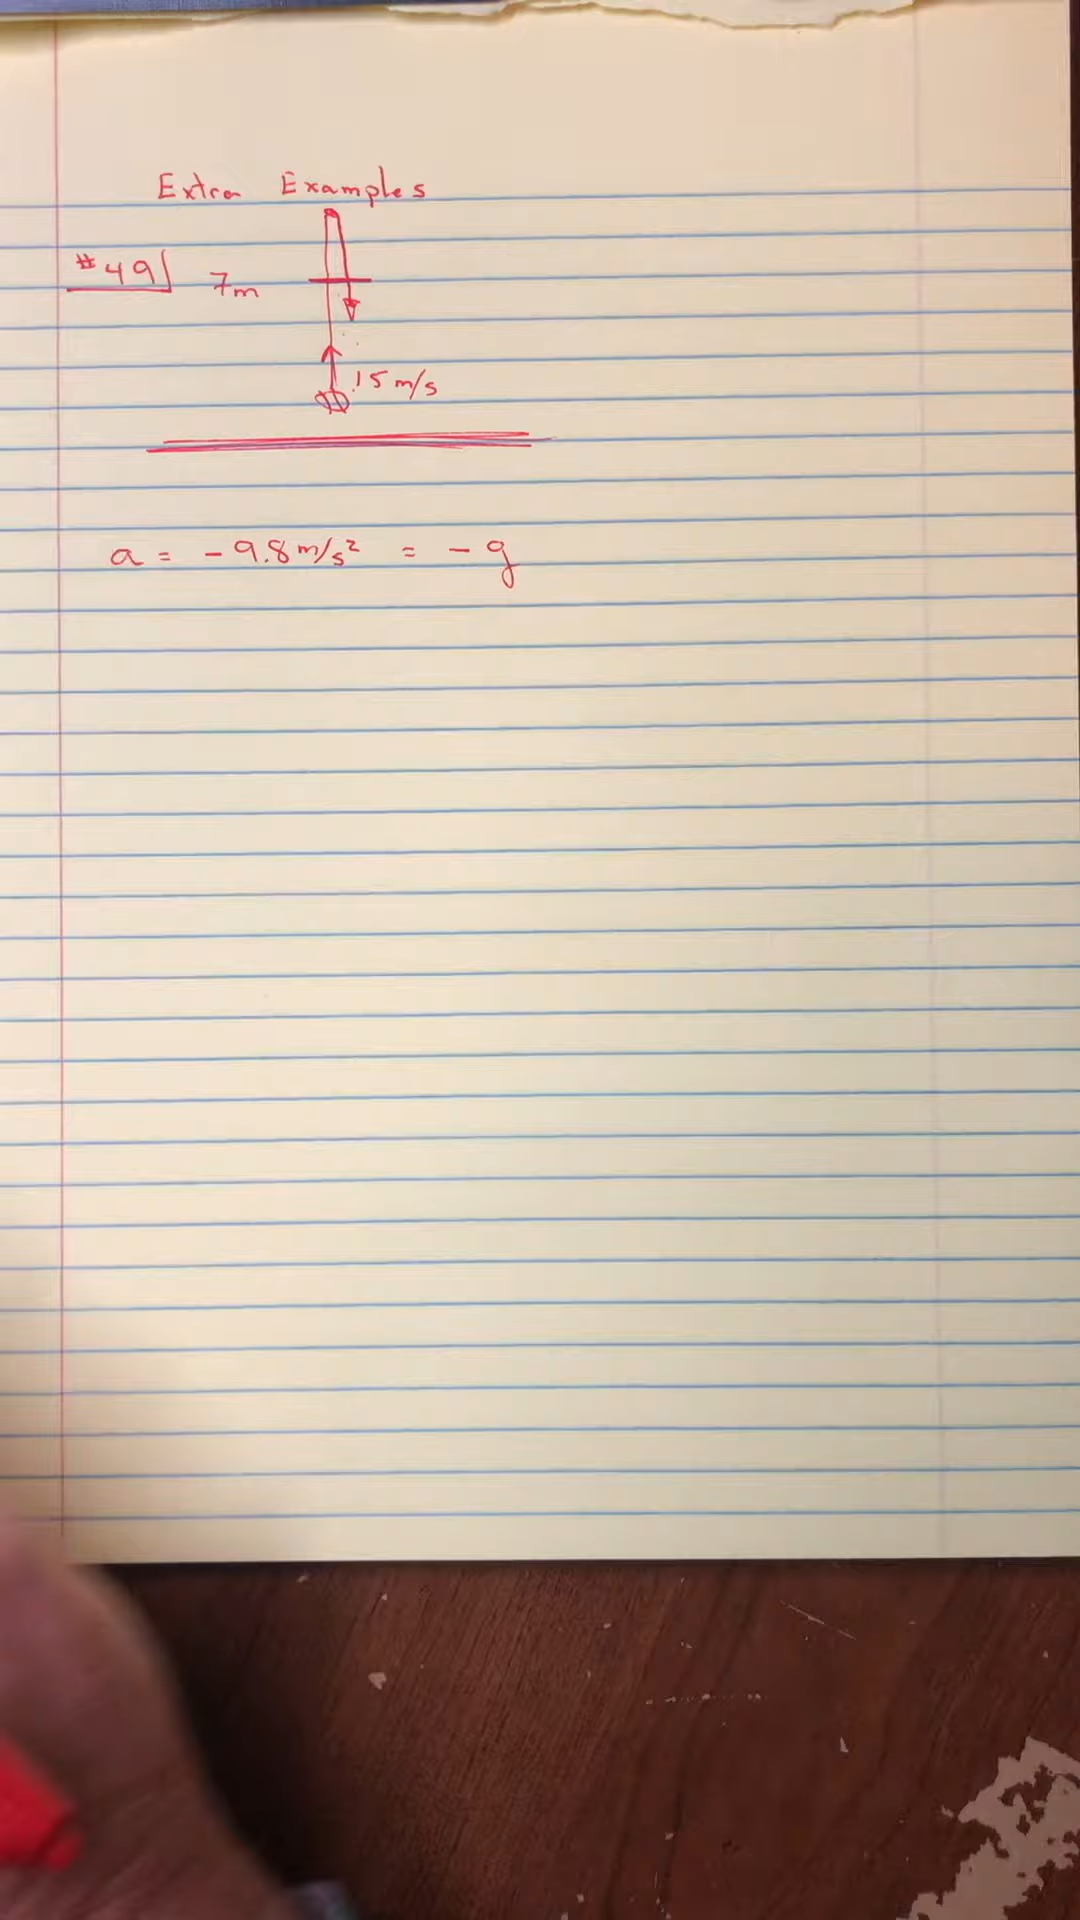 Extra Examples
#49 7m
15 m/s
a = - 9.8 m/s² = - g